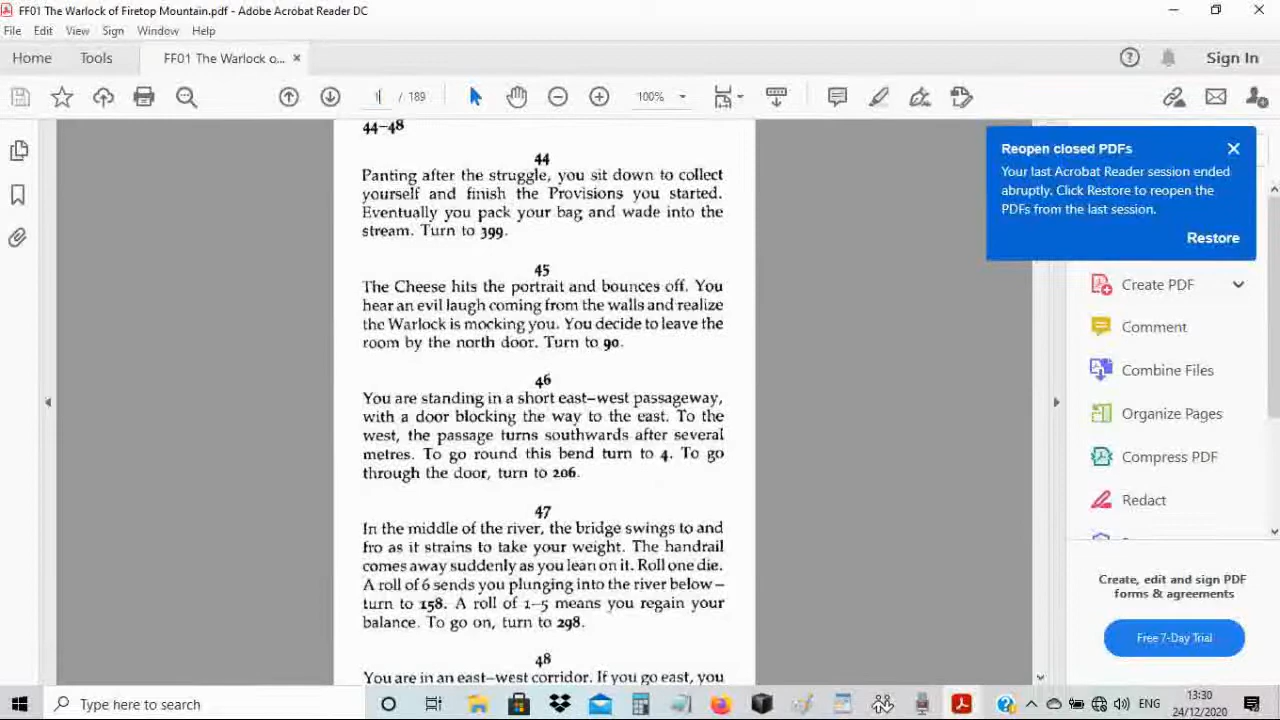 FF01 The Warlock of Firetop Mountain.pdf - Adobe Acrobat Reader DC
File Edit View Sign Window Help
Home Tools FF01 The Warlock o... Sign In
1 / 189 100%
44–48
44
Panting after the struggle, you sit down to collect
yourself and finish the Provisions you started.
Eventually you pack your bag and wade into the
stream. Turn to 399.
45
The Cheese hits the portrait and bounces off. You
hear an evil laugh coming from the walls and realize
the Warlock is mocking you. You decide to leave the
room by the north door. Turn to 90.
46
You are standing in a short east–west passageway,
with a door blocking the way to the east. To the
west, the passage turns southwards after several
metres. To go round this bend turn to 4. To go
through the door, turn to 206.
47
In the middle of the river, the bridge swings to and
fro as it strains to take your weight. The handrail
comes away suddenly as you lean on it. Roll one die.
A roll of 6 sends you plunging into the river below –
turn to 158. A roll of 1–5 means you regain your
balance. To go on, turn to 298.
48
You are in an east–west corridor. If you go east, you
Reopen closed PDFs
Your last Acrobat Reader session ended
abruptly. Click Restore to reopen the
PDFs from the last session.
Restore
Create PDF
Comment
Combine Files
Organize Pages
Compress PDF
Redact
Create, edit and sign PDF
forms & agreements
Free 7-Day Trial
Type here to search
ENG
13:30
24/12/2020